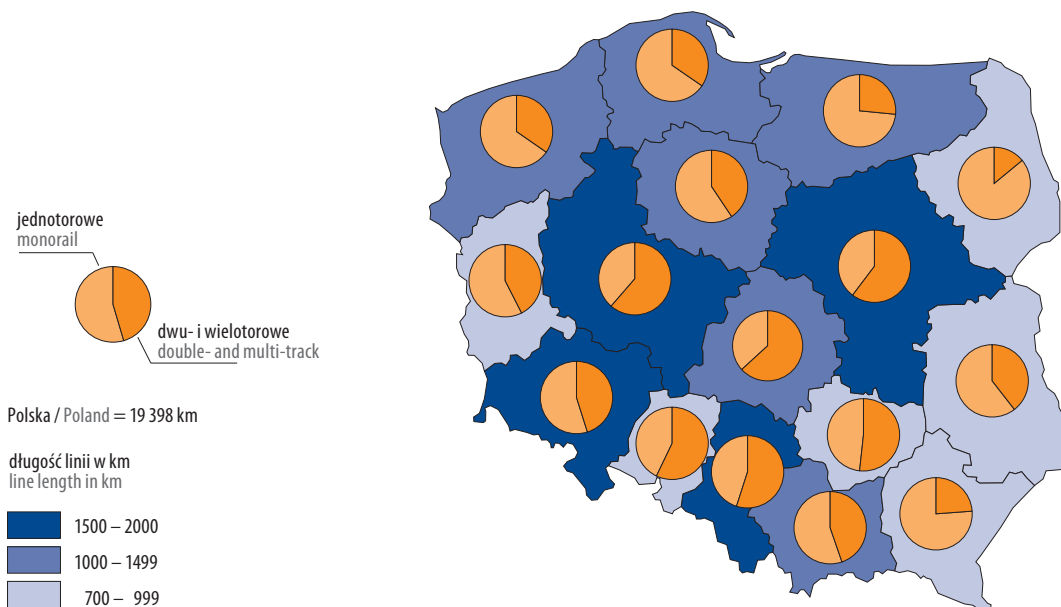 jednotorowe
monorail
dwu- i wielotorowe
double- and multi-track
Polska / Poland = 19 398 km
długość linii w km
line length in km
1500 – 2000
1000 – 1499
700 – 999